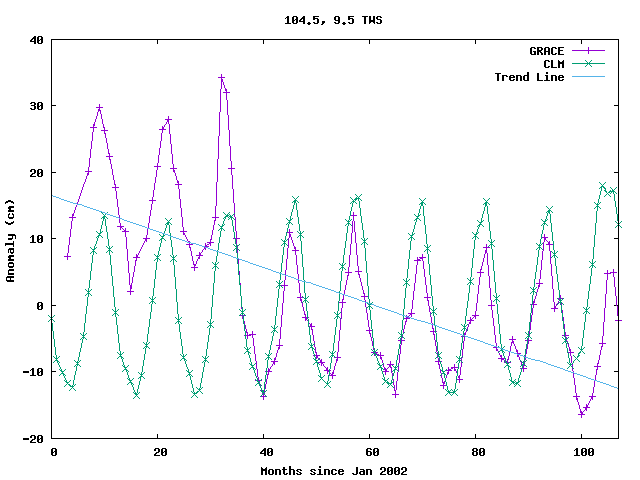 104.5, 9.5 TWS
GRACE
CLM
Trend Line
Anomaly (cm)
40
30
20
10
0
-10
-20
0 20 40 60 80 100
Months since Jan 2002